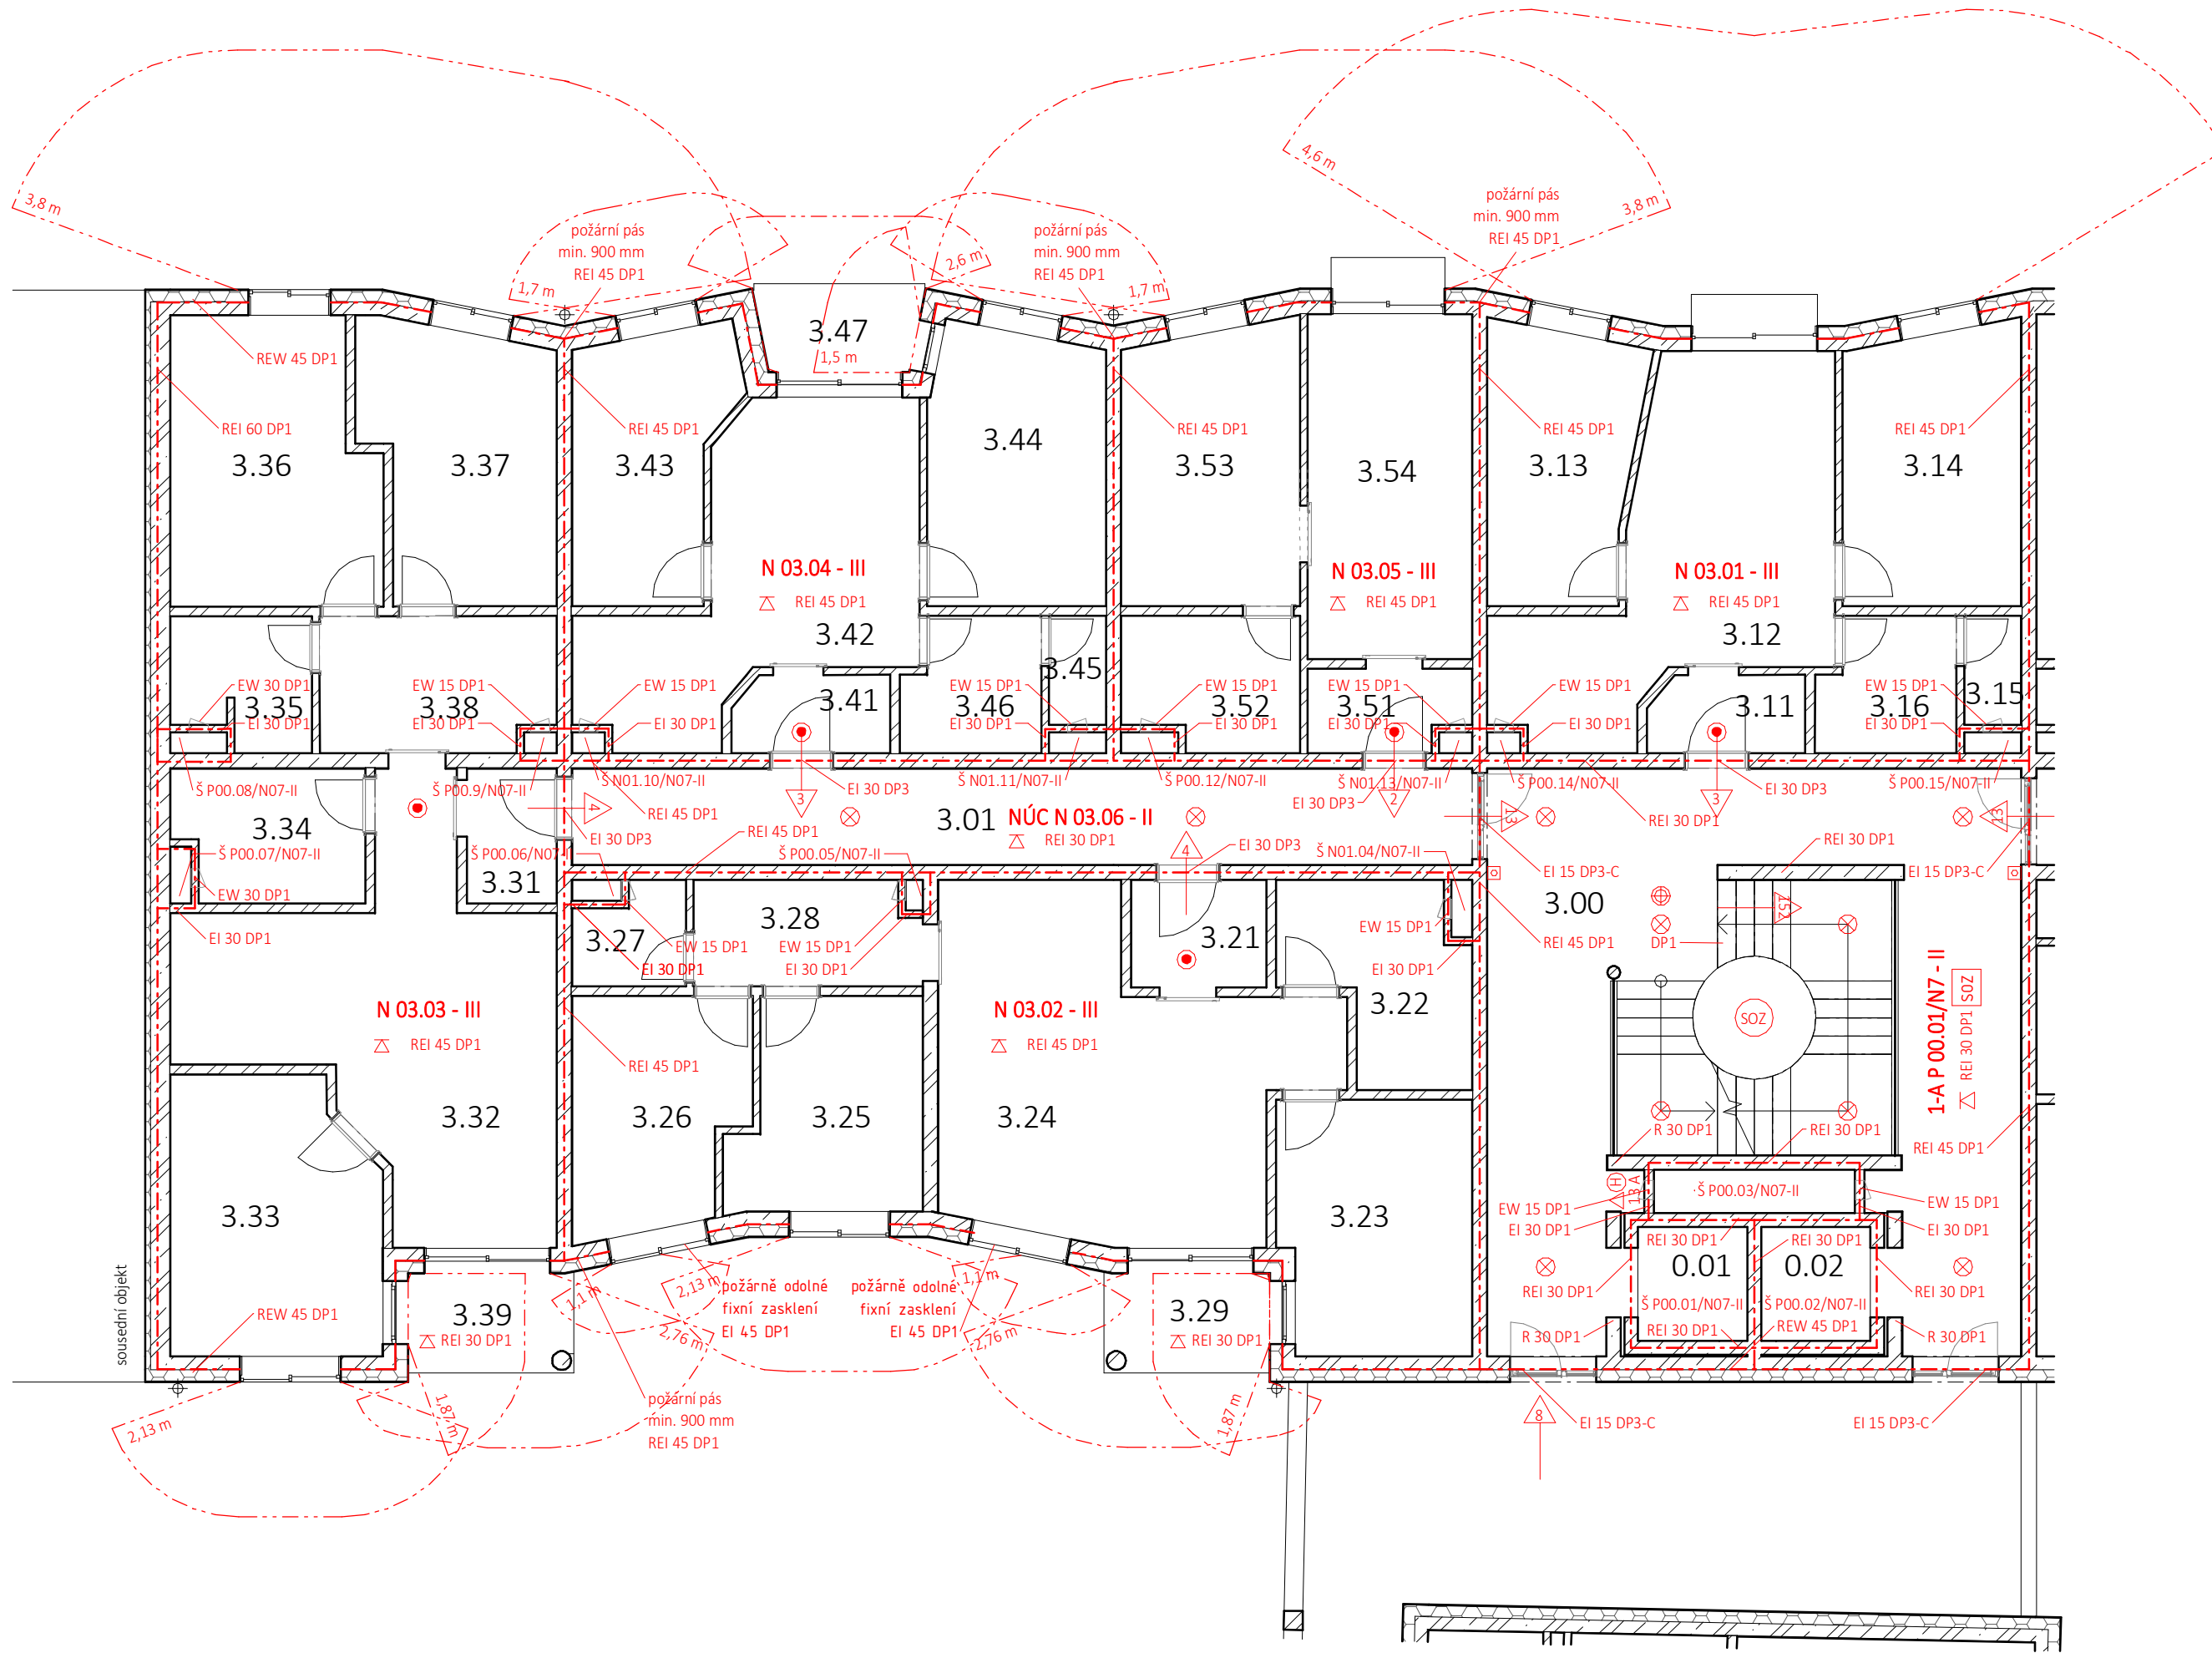 4,6 m
3,8 m
3,8 m
požární pás
min. 900 mm
REI 45 DP1
požární pás
min. 900 mm
REI 45 DP1
požární pás
min. 900 mm
REI 45 DP1
2,6 m
1,7 m
1,7 m
3.47
1,5 m
REW 45 DP1
REI 60 DP1
REI 45 DP1
REI 45 DP1
REI 45 DP1
REI 45 DP1
3.36
3.37
3.43
3.44
3.53
3.54
3.13
3.14
N 03.04 - III
REI 45 DP1
N 03.05 - III
REI 45 DP1
N 03.01 - III
REI 45 DP1
3.42
3.12
3.45
EW 30 DP1
EW 15 DP1
EW 15 DP1
EW 15 DP1
EW 15 DP1
EW 15 DP1
EW 15 DP1
EW 15 DP1
3.35
3.38
3.41
3.46
3.52
3.51
3.11
3.16
3.15
EI 30 DP1
EI 30 DP1
EI 30 DP1
EI 30 DP1
EI 30 DP1
EI 30 DP1
EI 30 DP1
EI 30 DP1
Š P00.08/N07-II
Š P00.9/N07-II
Š N01.10/N07-II
Š N01.11/N07-II
Š P00.12/N07-II
Š N01.13/N07-II
Š P00.14/N07-II
Š P00.15/N07-II
3
EI 30 DP3
EI 30 DP3
2
3
EI 30 DP3
4
REI 45 DP1
13
13
3.34
EI 30 DP3
REI 45 DP1
3.01
NÚC N 03.06 - II
REI 30 DP1
REI 30 DP1
REI 30 DP1
Š P00.07/N07-II
Š P00.06/N07-II
Š P00.05/N07-II
4
EI 30 DP3
Š N01.04/N07-II
EI 15 DP3-C
EI 15 DP3-C
EW 30 DP1
3.31
3.28
3.00
152
EI 30 DP1
3.27
EW 15 DP1
EW 15 DP1
3.21
EW 15 DP1
REI 45 DP1
DP1
EI 30 DP1
EI 30 DP1
EI 30 DP1
3.22
N 03.03 - III
REI 45 DP1
N 03.02 - III
REI 45 DP1
SOZ
1-A P 00.01/N7 - II
REI 30 DP1
SOZ
REI 45 DP1
3.32
3.26
3.25
3.24
R 30 DP1
REI 30 DP1
REI 45 DP1
3.33
3.23
H
13 A
Š P00.03/N07-II
EW 15 DP1
EW 15 DP1
EI 30 DP1
EI 30 DP1
REI 30 DP1
REI 30 DP1
0.01
0.02
REI 30 DP1
REI 30 DP1
Š P00.01/N07-II
Š P00.02/N07-II
REI 30 DP1
REW 45 DP1
R 30 DP1
R 30 DP1
sousední objekt
REW 45 DP1
3.39
REI 30 DP1
1,1 m
2,13 m
2,76 m
požárně odolné
fixní zasklení
EI 45 DP1
požárně odolné
fixní zasklení
EI 45 DP1
1,1 m
2,76 m
3.29
REI 30 DP1
2,13 m
1,87 m
požární pás
min. 900 mm
REI 45 DP1
1,87 m
8
EI 15 DP3-C
EI 15 DP3-C